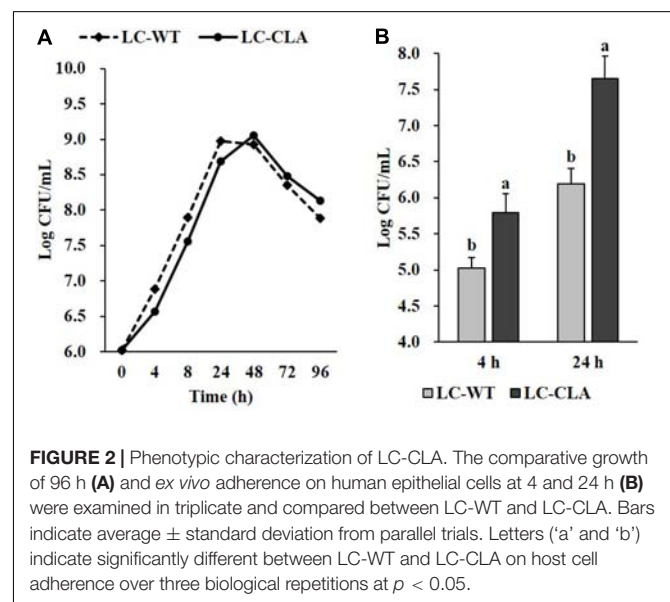 A
LC-WT
LC-CLA
10.0
9.5
9.0
8.5
8.0
7.5
7.0
6.5
6.0
Log CFU/mL
0 4 8 24 48 72 96
Time (h)
B
8.0
7.5
7.0
6.5
6.0
5.5
5.0
4.5
4.0
Log CFU/mL
b
a
b
a
4 h 24 h
LC-WT LC-CLA
FIGURE 2 | Phenotypic characterization of LC-CLA. The comparative growth
of 96 h (A) and ex vivo adherence on human epithelial cells at 4 and 24 h (B)
were examined in triplicate and compared between LC-WT and LC-CLA. Bars
indicate average ± standard deviation from parallel trials. Letters (‘a’ and ‘b’)
indicate significantly different between LC-WT and LC-CLA on host cell
adherence over three biological repetitions at p < 0.05.